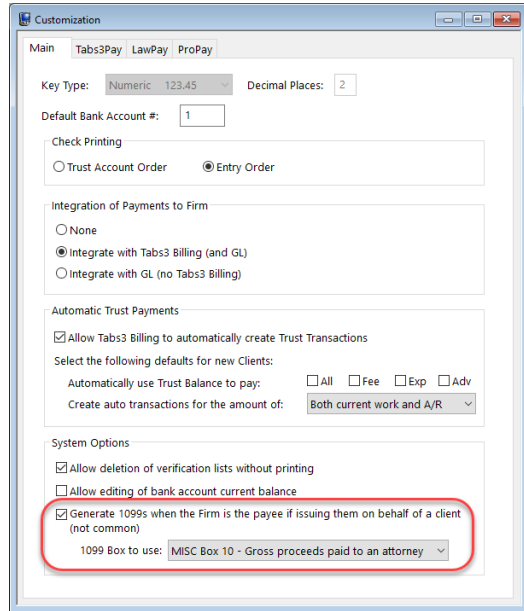 Customization
Main Tabs3Pay LawPay ProPay
Key Type: Numeric 123.45 Decimal Places: 2
Default Bank Account #: 1
Check Printing
Trust Account Order Entry Order
Integration of Payments to Firm
None
Integrate with Tabs3 Billing (and GL)
Integrate with GL (no Tabs3 Billing)
Automatic Trust Payments
Allow Tabs3 Billing to automatically create Trust Transactions
Select the following defaults for new Clients:
Automatically use Trust Balance to pay: All Fee Exp Adv
Create auto transactions for the amount of: Both current work and A/R
System Options
Allow deletion of verification lists without printing
Allow editing of bank account current balance
Generate 1099s when the Firm is the payee if issuing them on behalf of a client
(not common)
1099 Box to use: MISC Box 10 - Gross proceeds paid to an attorney